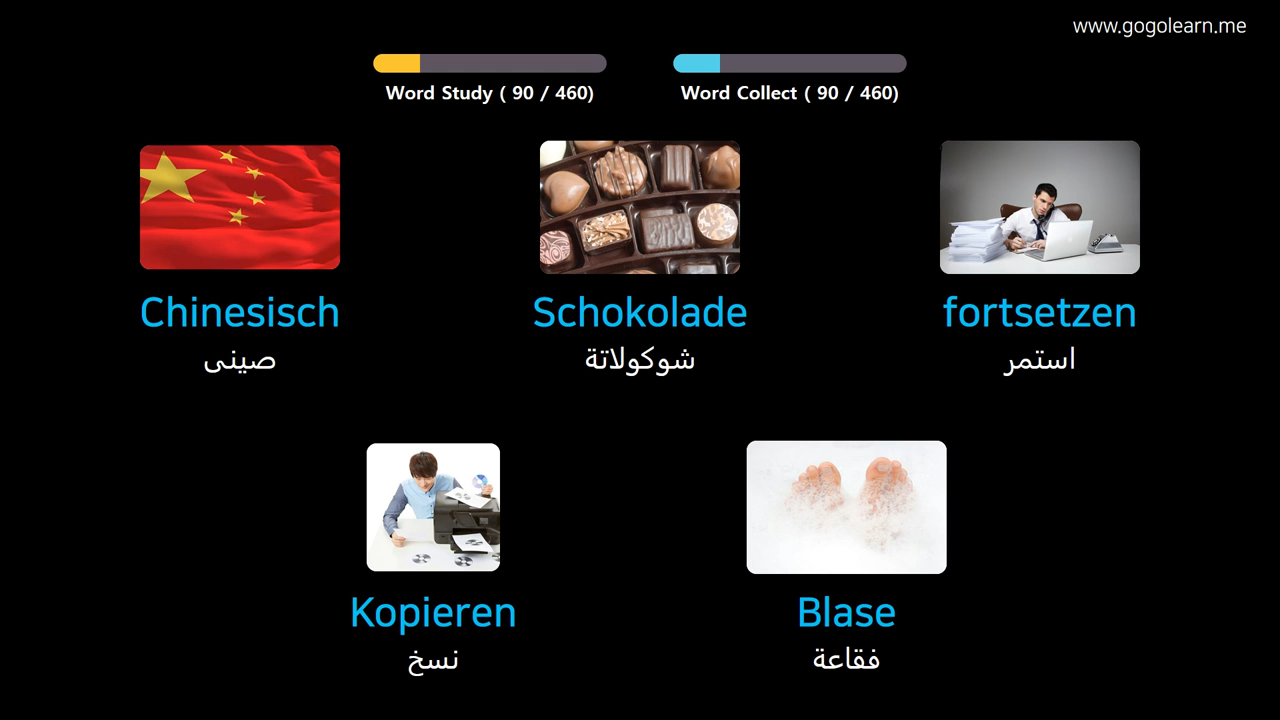 www.gogolearn.me
Word Study ( 90 / 460)
Word Collect ( 90 / 460)
Chinesisch
صينى
Schokolade
شوكولاتة
fortsetzen
استمر
Kopieren
نسخ
Blase
فقاعة